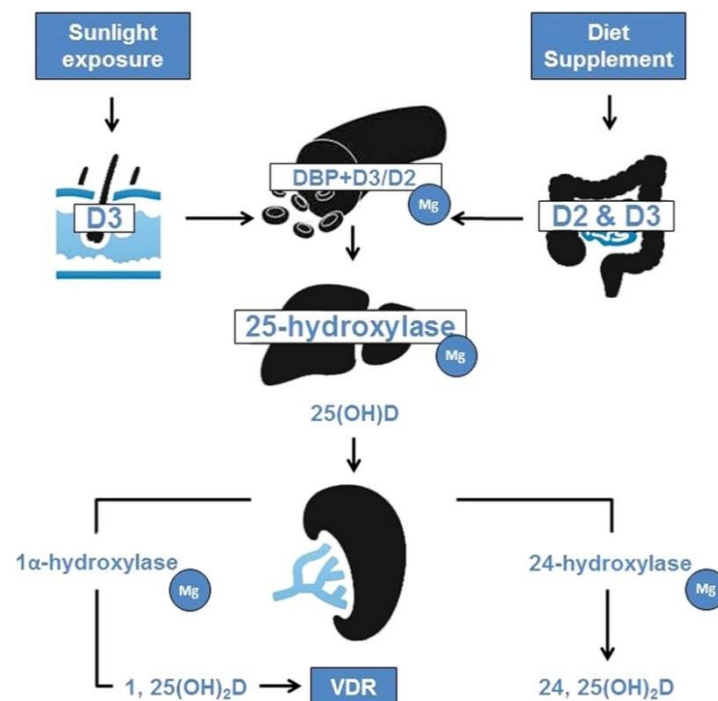 Sunlight
exposure
Diet
Supplement
DBP+D3/D2
Mg
D3
D2 & D3
25-hydroxylase
Mg
25(OH)D
1α-hydroxylase
Mg
24-hydroxylase
Mg
1, 25(OH)₂D
VDR
24, 25(OH)₂D